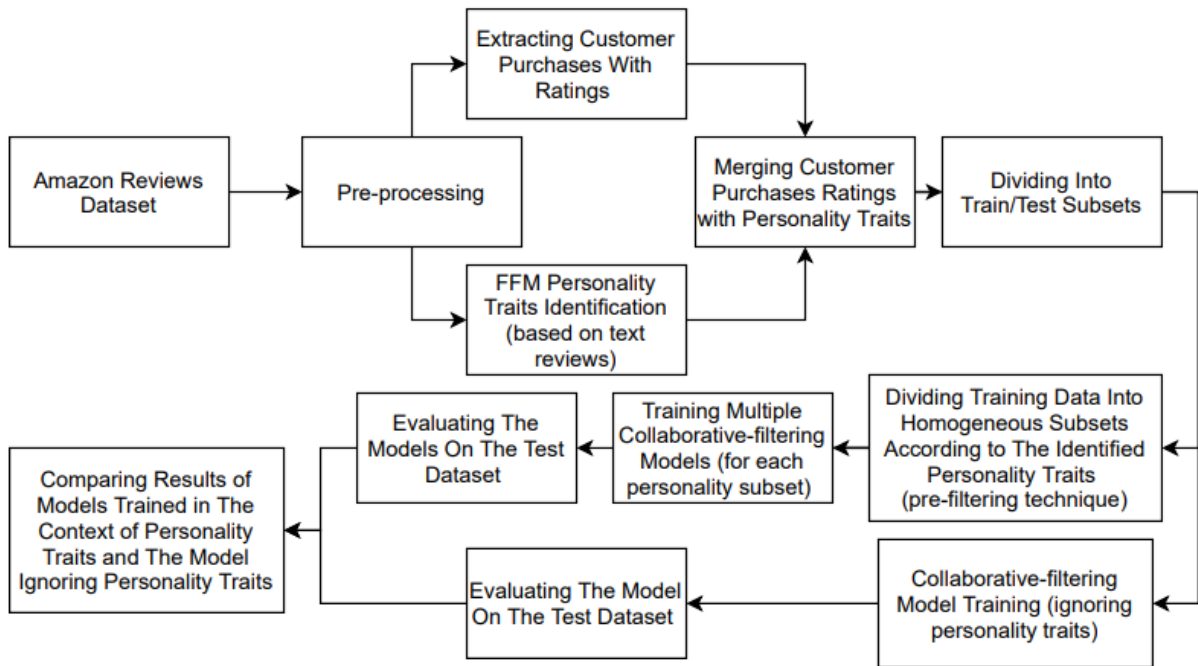 Extracting Customer
Purchases With
Ratings
Amazon Reviews
Dataset
Pre-processing
Merging Customer
Purchases Ratings
with Personality Traits
Dividing Into
Train/Test Subsets
FFM Personality
Traits Identification
(based on text
reviews)
Dividing Training Data Into
Homogeneous Subsets
According to The Identified
Personality Traits
(pre-filtering technique)
Training Multiple
Collaborative-filtering
Models (for each
personality subset)
Evaluating The
Models On The Test
Dataset
Comparing Results of
Models Trained in The
Context of Personality
Traits and The Model
Ignoring Personality Traits
Collaborative-filtering
Model Training (ignoring
personality traits)
Evaluating The Model
On The Test Dataset